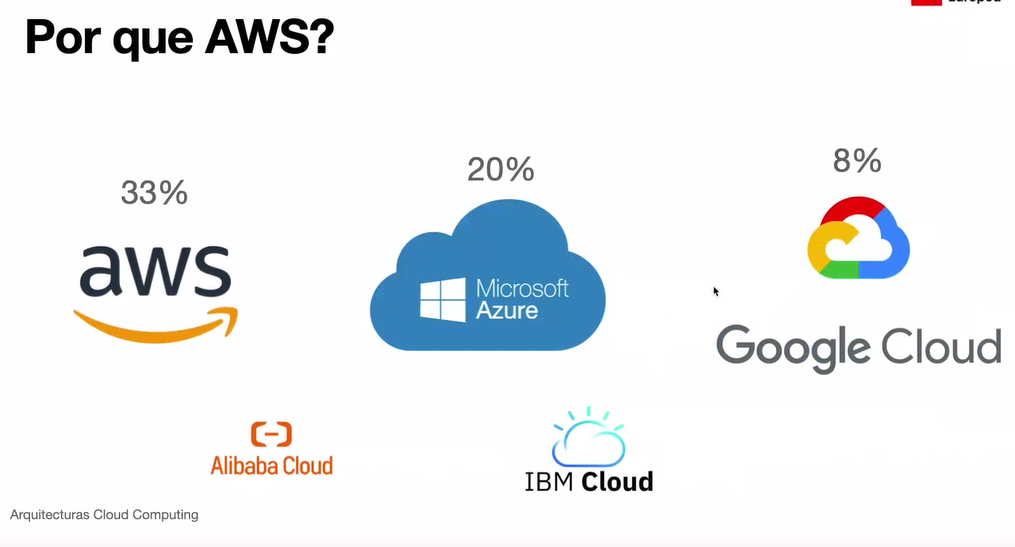 Por que AWS?
33%
20%
8%
aws
Microsoft
Azure
Google Cloud
Alibaba Cloud
IBM Cloud
Arquitecturas Cloud Computing